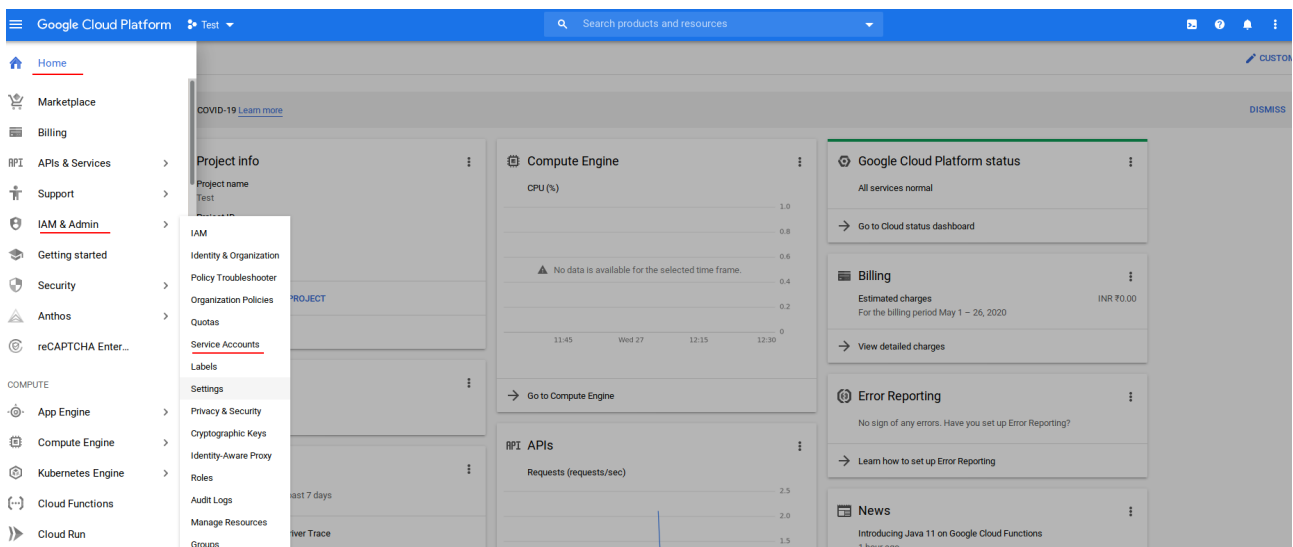 Google Cloud Platform
Test
Search products and resources
Home
CUSTOM
Marketplace
COVID-19 Learn more
DISMISS
Billing
API APIs & Services
Support
IAM & Admin
Getting started
Security
Anthos
reCAPTCHA Enter...
COMPUTE
App Engine
Compute Engine
Kubernetes Engine
Cloud Functions
Cloud Run
IAM
Identity & Organization
Policy Troubleshooter
Organization Policies
Quotas
Service Accounts
Labels
Settings
Privacy & Security
Cryptographic Keys
Identity-Aware Proxy
Roles
Audit Logs
Manage Resources
Groups
Project info
Project name
Test
Project ID
PROJECT
past 7 days
river Trace
Compute Engine
CPU (%)
1.0
0.8
0.6
No data is available for the selected time frame.
0.4
0.2
0
11:45 Wed 27 12:15 12:30
Go to Compute Engine
API APIs
Requests (requests/sec)
2.5
2.0
1.5
Google Cloud Platform status
All services normal
Go to Cloud status dashboard
Billing
Estimated charges INR ₹0.00
For the billing period May 1 – 26, 2020
View detailed charges
Error Reporting
No sign of any errors. Have you set up Error Reporting?
Learn how to set up Error Reporting
News
Introducing Java 11 on Google Cloud Functions
1 hour ago